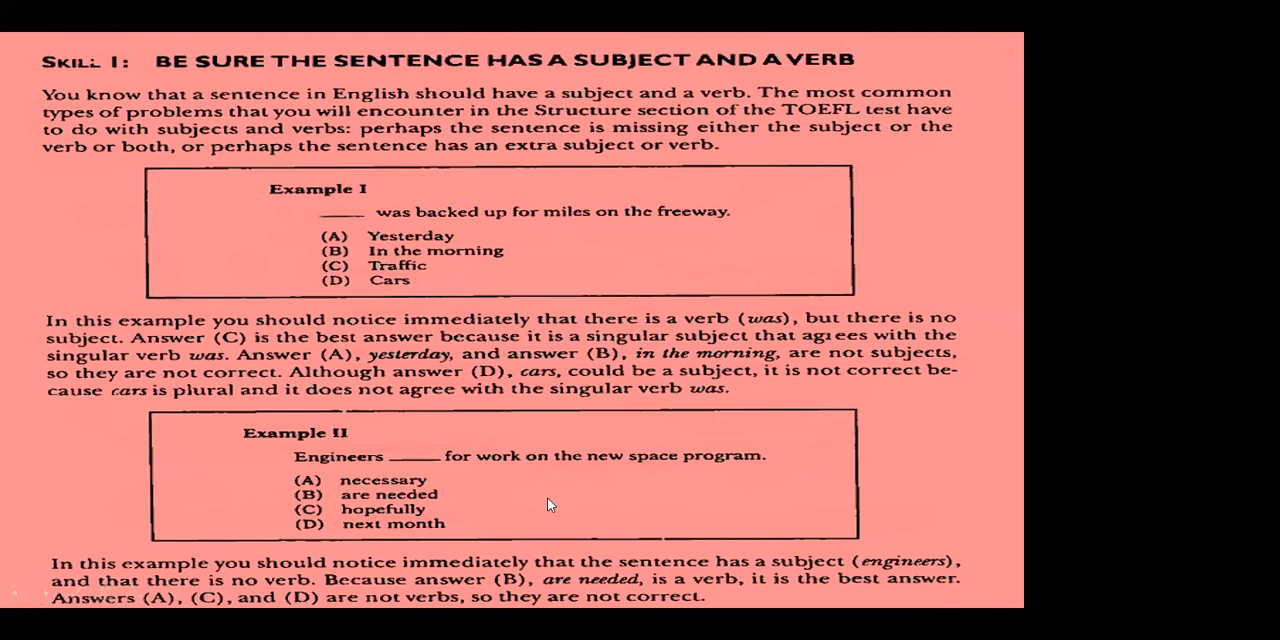 SKILL 1: BE SURE THE SENTENCE HAS A SUBJECT AND A VERB
You know that a sentence in English should have a subject and a verb. The most common
types of problems that you will encounter in the Structure section of the TOEFL test have
to do with subjects and verbs: perhaps the sentence is missing either the subject or the
verb or both, or perhaps the sentence has an extra subject or verb.
Example I
____ was backed up for miles on the freeway.
(A) Yesterday
(B) In the morning
(C) Traffic
(D) Cars
In this example you should notice immediately that there is a verb (was), but there is no
subject. Answer (C) is the best answer because it is a singular subject that agrees with the
singular verb was. Answer (A), yesterday, and answer (B), in the morning, are not subjects,
so they are not correct. Although answer (D), cars, could be a subject, it is not correct be-
cause cars is plural and it does not agree with the singular verb was.
Example II
Engineers ____ for work on the new space program.
(A) necessary
(B) are needed
(C) hopefully
(D) next month
In this example you should notice immediately that the sentence has a subject (engineers),
and that there is no verb. Because answer (B), are needed, is a verb, it is the best answer.
Answers (A), (C), and (D) are not verbs, so they are not correct.